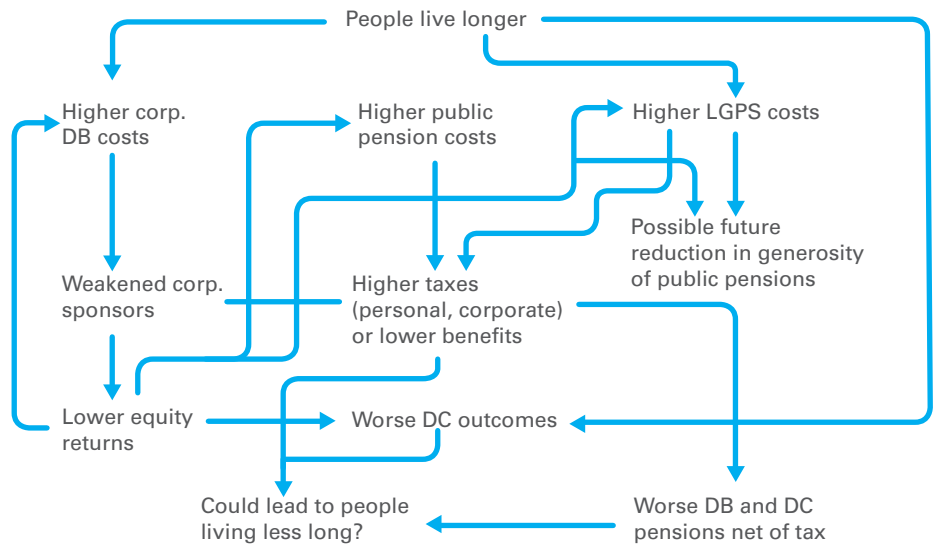 People live longer
Higher corp.
DB costs
Higher public
pension costs
Higher LGPS costs
Possible future
reduction in generosity
of public pensions
Weakened corp.
sponsors
Higher taxes
(personal, corporate)
or lower benefits
Lower equity
returns
Worse DC outcomes
Could lead to people
living less long?
Worse DB and DC
pensions net of tax